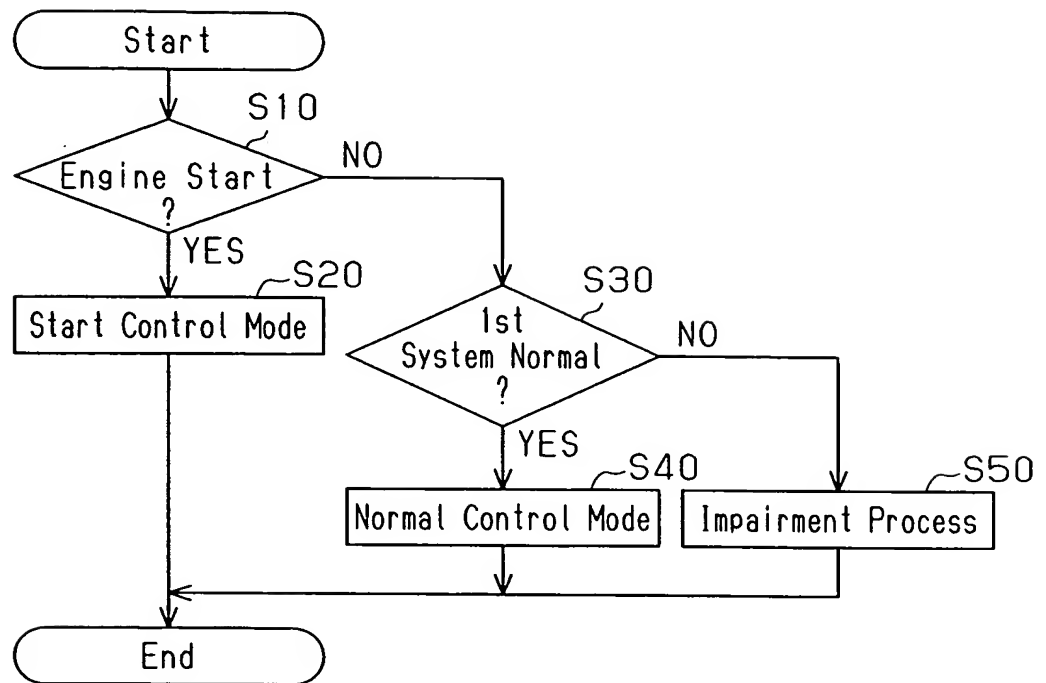 Start
S10
Engine Start
?
NO
YES
S20
Start Control Mode
S30
1st
System Normal
?
NO
YES
S40
Normal Control Mode
S50
Impairment Process
End